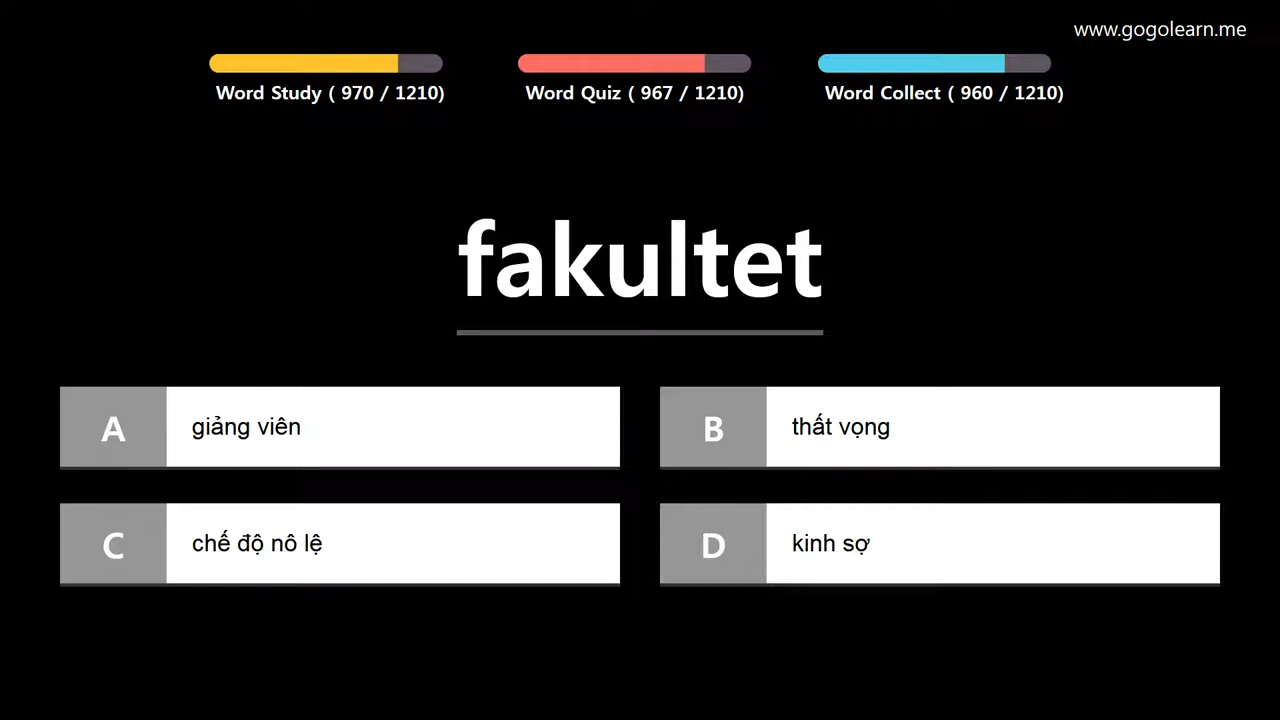 www.gogolearn.me
Word Study ( 970 / 1210)
Word Quiz ( 967 / 1210)
Word Collect ( 960 / 1210)
fakultet
A giảng viên
B thất vọng
C chế độ nô lệ
D kinh sợ